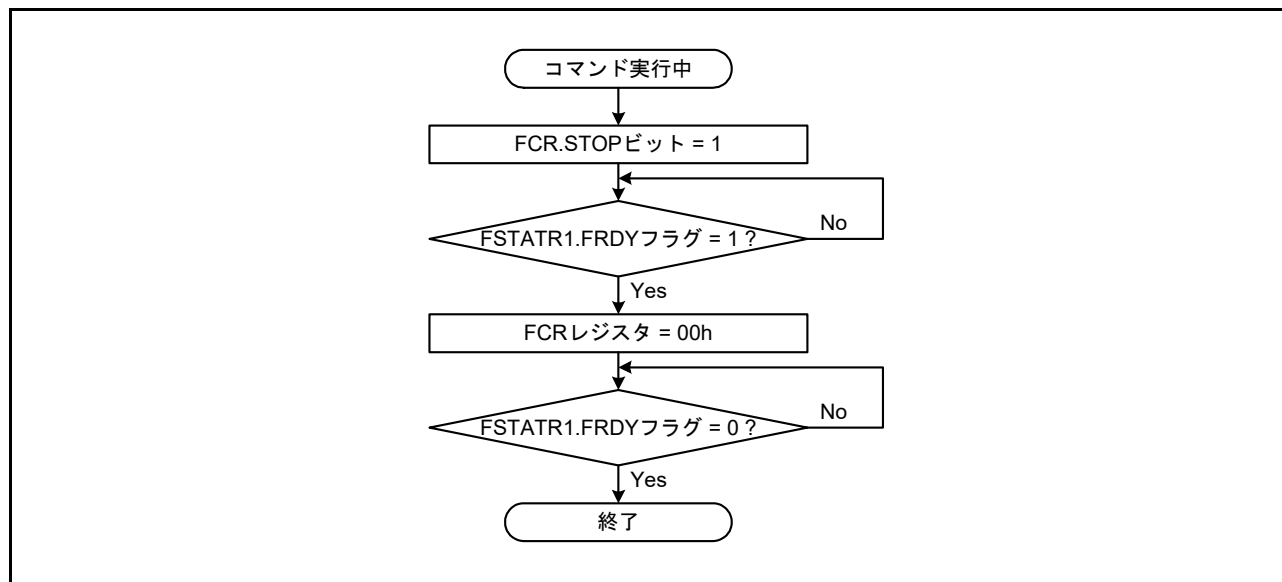 コマンド実行中
FCR.STOPビット = 1
FSTATR1.FRDYフラグ = 1 ?
No
Yes
FCRレジスタ = 00h
FSTATR1.FRDYフラグ = 0 ?
No
Yes
終了